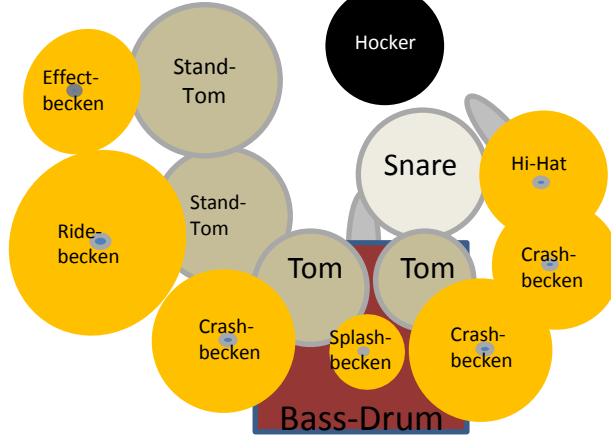 Hocker
Effect-
becken
Stand-
Tom
Snare
Hi-Hat
Stand-
Tom
Ride-
becken
Tom
Tom
Crash-
becken
Crash-
becken
Splash-
becken
Crash-
becken
Bass-Drum